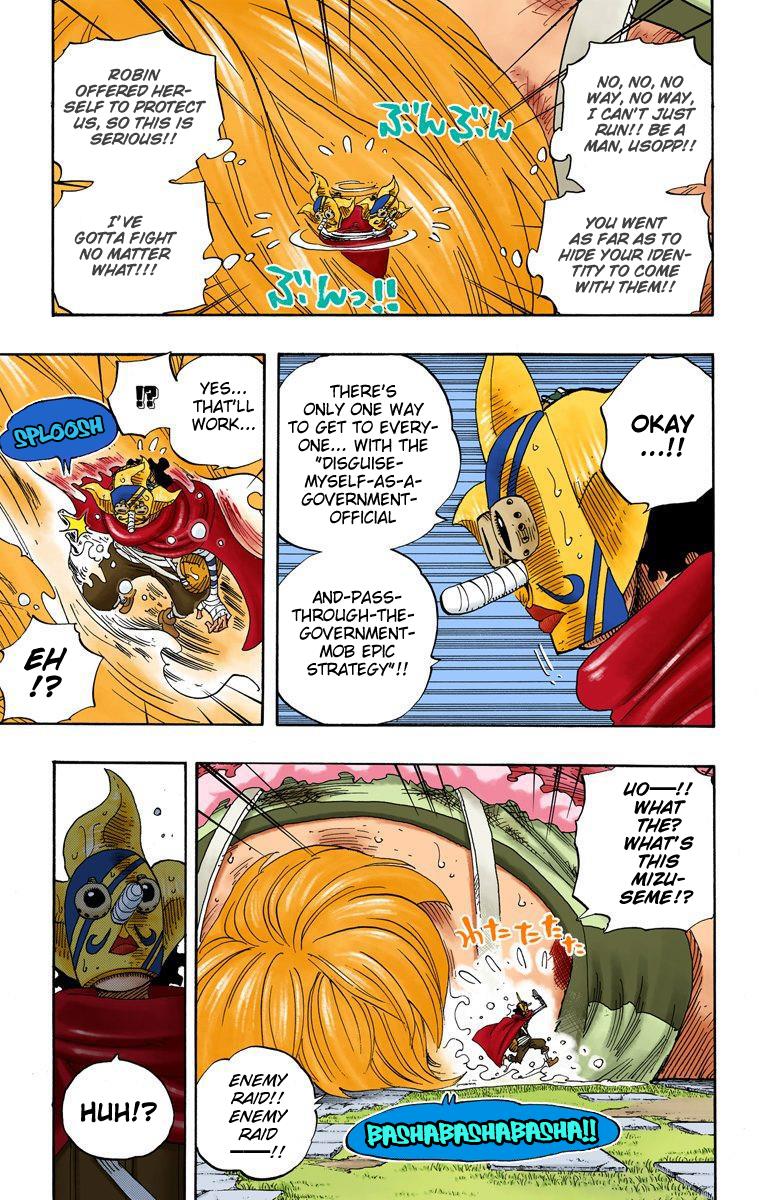 NO, NO, NO
WAY, NO WAY,
I CAN'T JUST
RUN!! BE A
MAN, USOPP!!
YOU WENT
AS FAR AS TO
HIDE YOUR IDEN-
TITY TO COME
WITH THEM!!
ぶんぶん
ぶんっ!!
ROBIN
OFFERED HER-
SELF TO PROTECT
US, SO THIS IS
SERIOUS!!
I'VE
GOTTA FIGHT
NO MATTER
WHAT!!!
OKAY
...!!
THERE'S
ONLY ONE WAY
TO GET TO EVERY-
ONE... WITH THE
"DISGUISE-
MYSELF-AS-A-
GOVERNMENT-
OFFICIAL
AND-PASS-
THROUGH-THE-
GOVERNMENT-
MOB EPIC
STRATEGY"!!
YES...
THAT'LL
WORK...
!?
SPLOOSH
EH
!?
UO—!!
WHAT
THE?
WHAT'S
THIS
MIZU-
SEME!?
わたたたた
ENEMY
RAID!!
ENEMY
RAID
——!!
BASHABASHABASHA!!
HUH!?